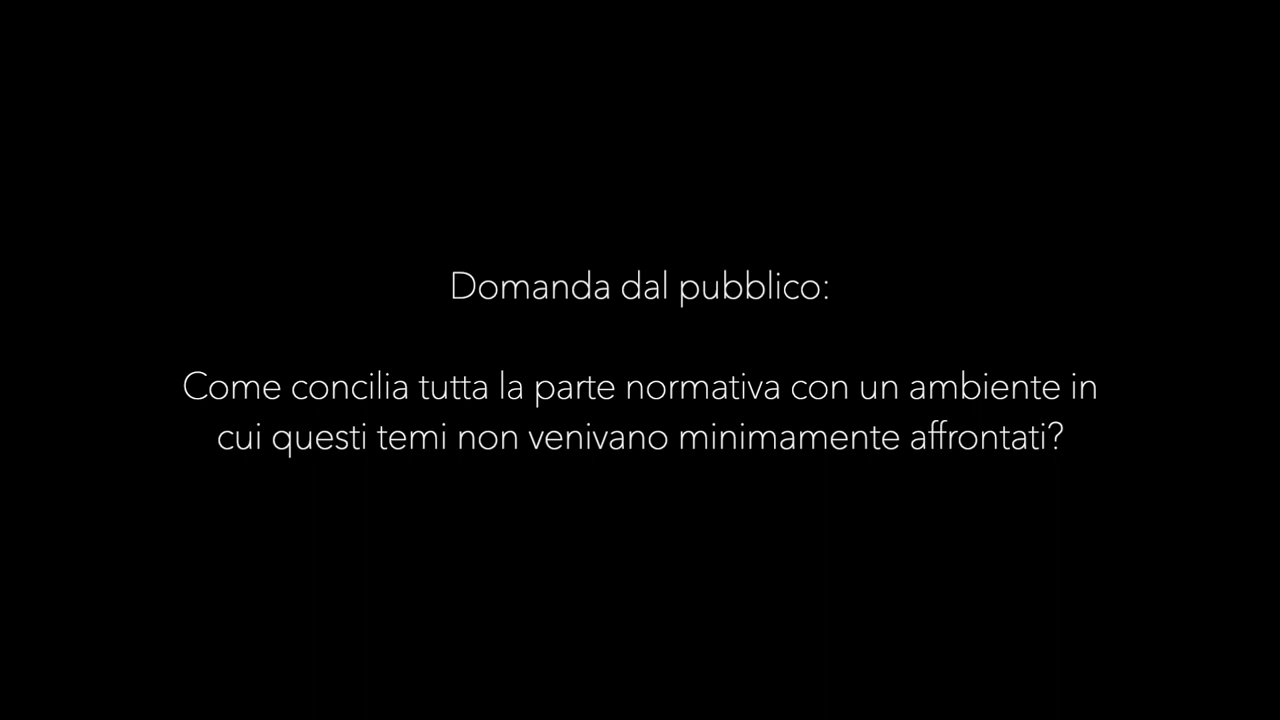 Domanda dal pubblico:
Come concilia tutta la parte normativa con un ambiente in
cui questi temi non venivano minimamente affrontati?